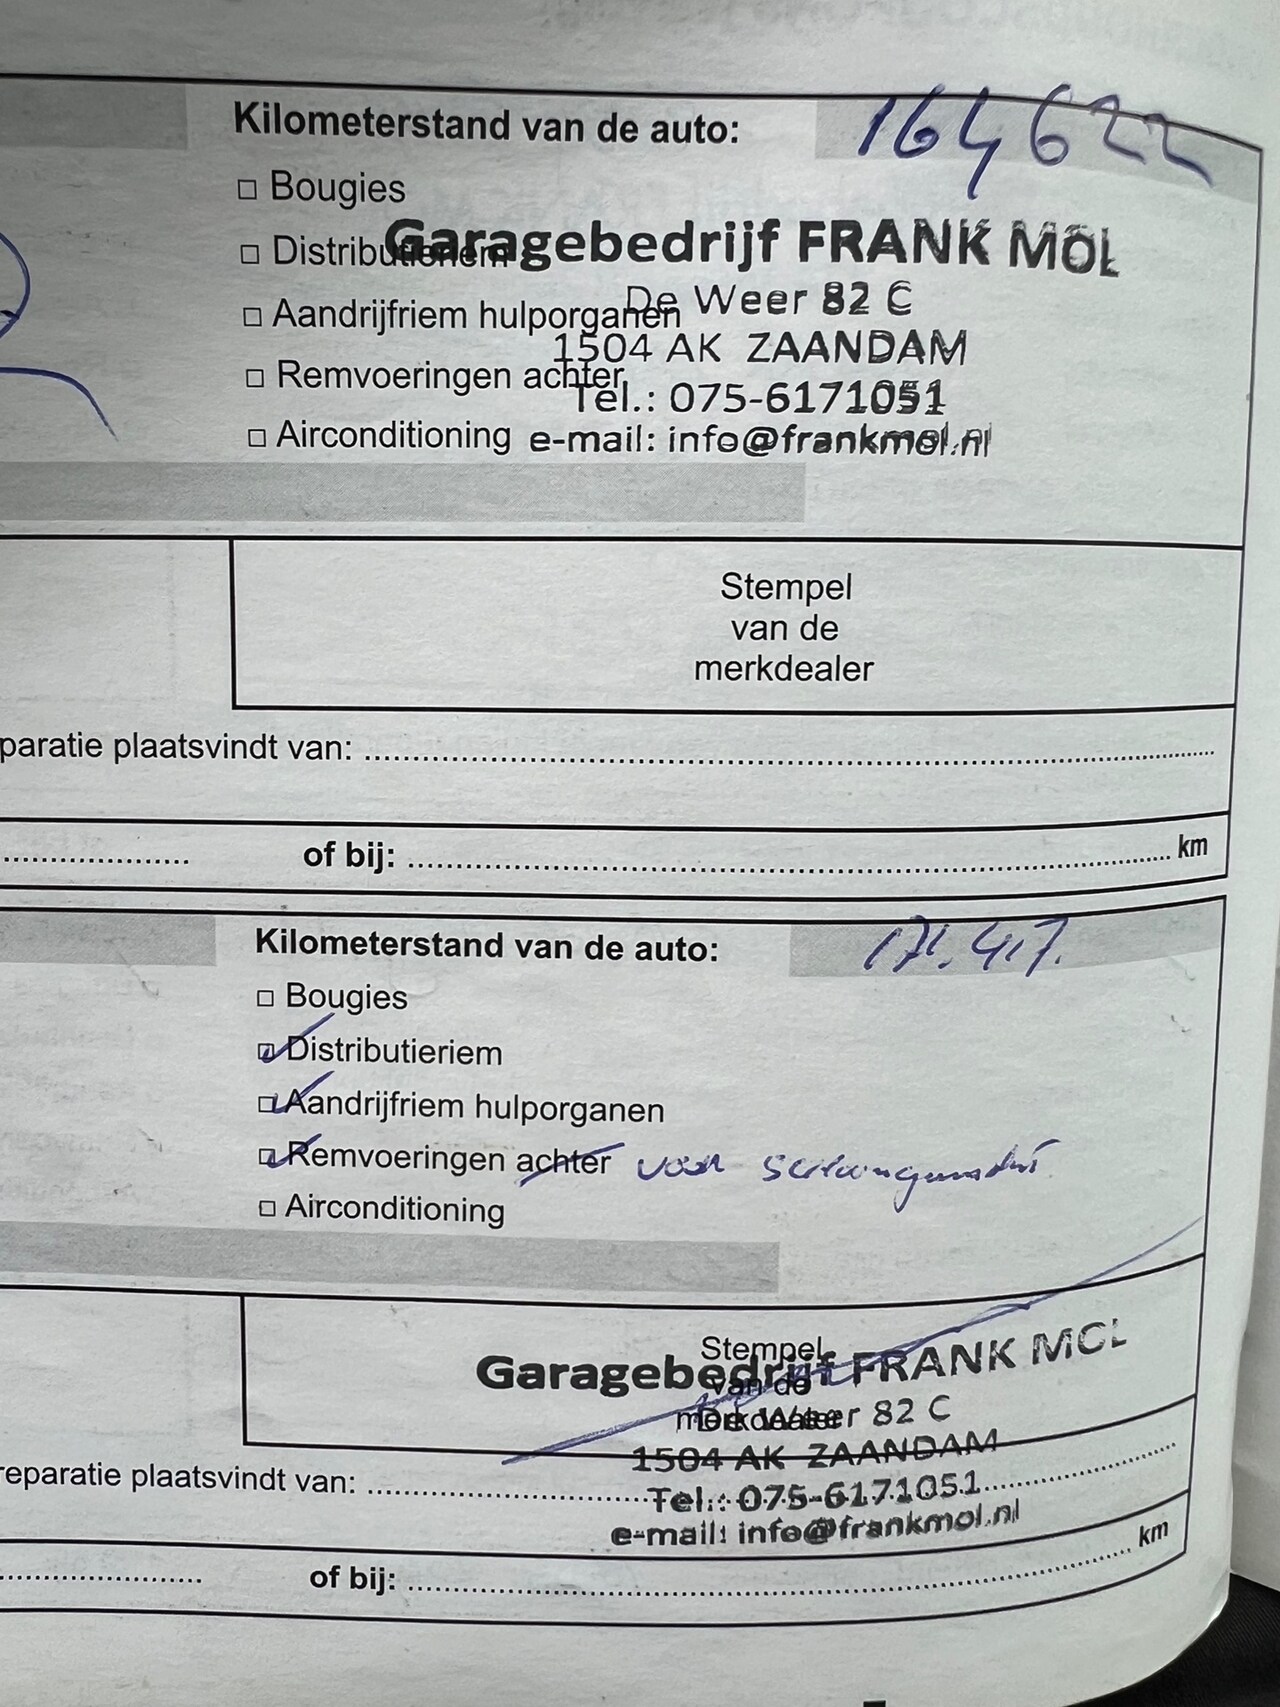 Kilometerstand van de auto: 164622
□ Bougies
□ Distributieriem
Garagebedrijf FRANK MOL
De Weer 82 C
□ Aandrijfriem hulporganen
1504 AK ZAANDAM
□ Remvoeringen achter
Tel.: 075-6171051
□ Airconditioning
e-mail: info@frankmol.nl
Stempel
van de
merkdealer
paratie plaatsvindt van:
of bij: km
Kilometerstand van de auto: 171.417.
□ Bougies
☑ Distributieriem
☑ Aandrijfriem hulporganen
☑ Remvoeringen achter voor
□ Airconditioning
Stempel
van de
merkdealer
Garagebedrijf FRANK MOL
De Weer 82 C
1504 AK ZAANDAM
reparatie plaatsvindt van:
Tel.: 075-6171051
e-mail: info@frankmol.nl
of bij: km